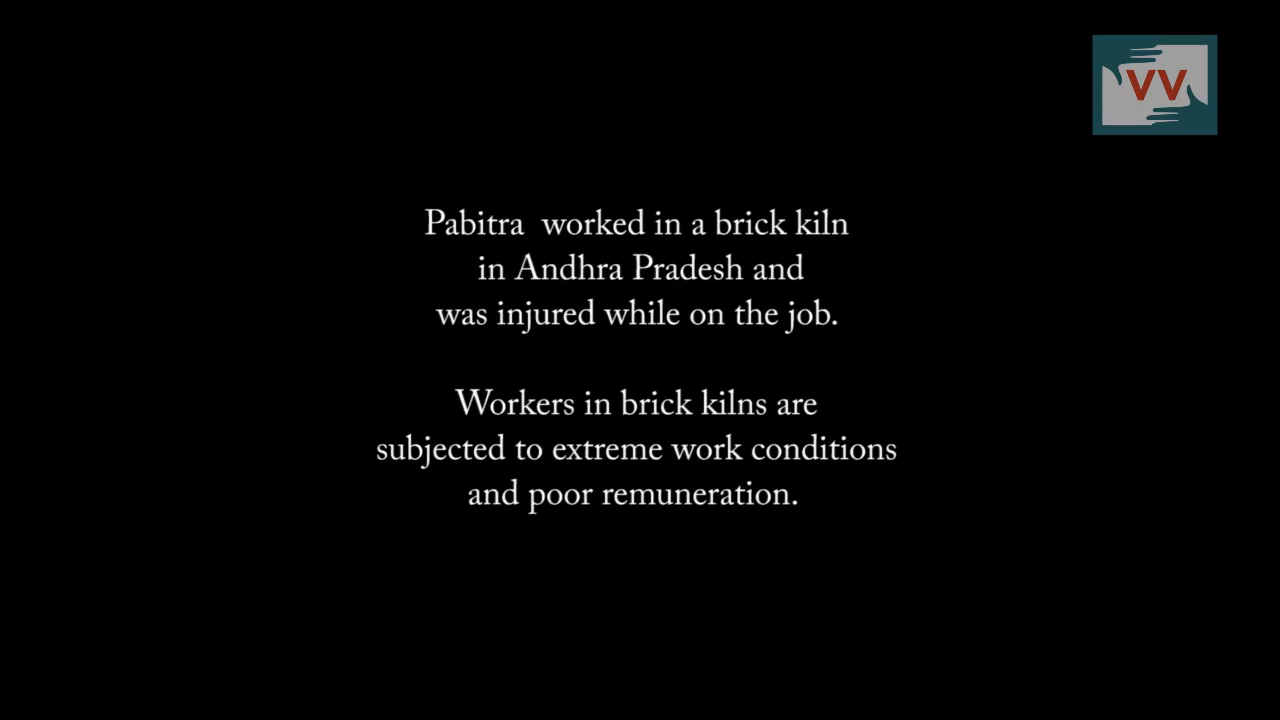 VV
Pabitra  worked in a brick kiln
in Andhra Pradesh and
was injured while on the job.
Workers in brick kilns are
subjected to extreme work conditions
and poor remuneration.